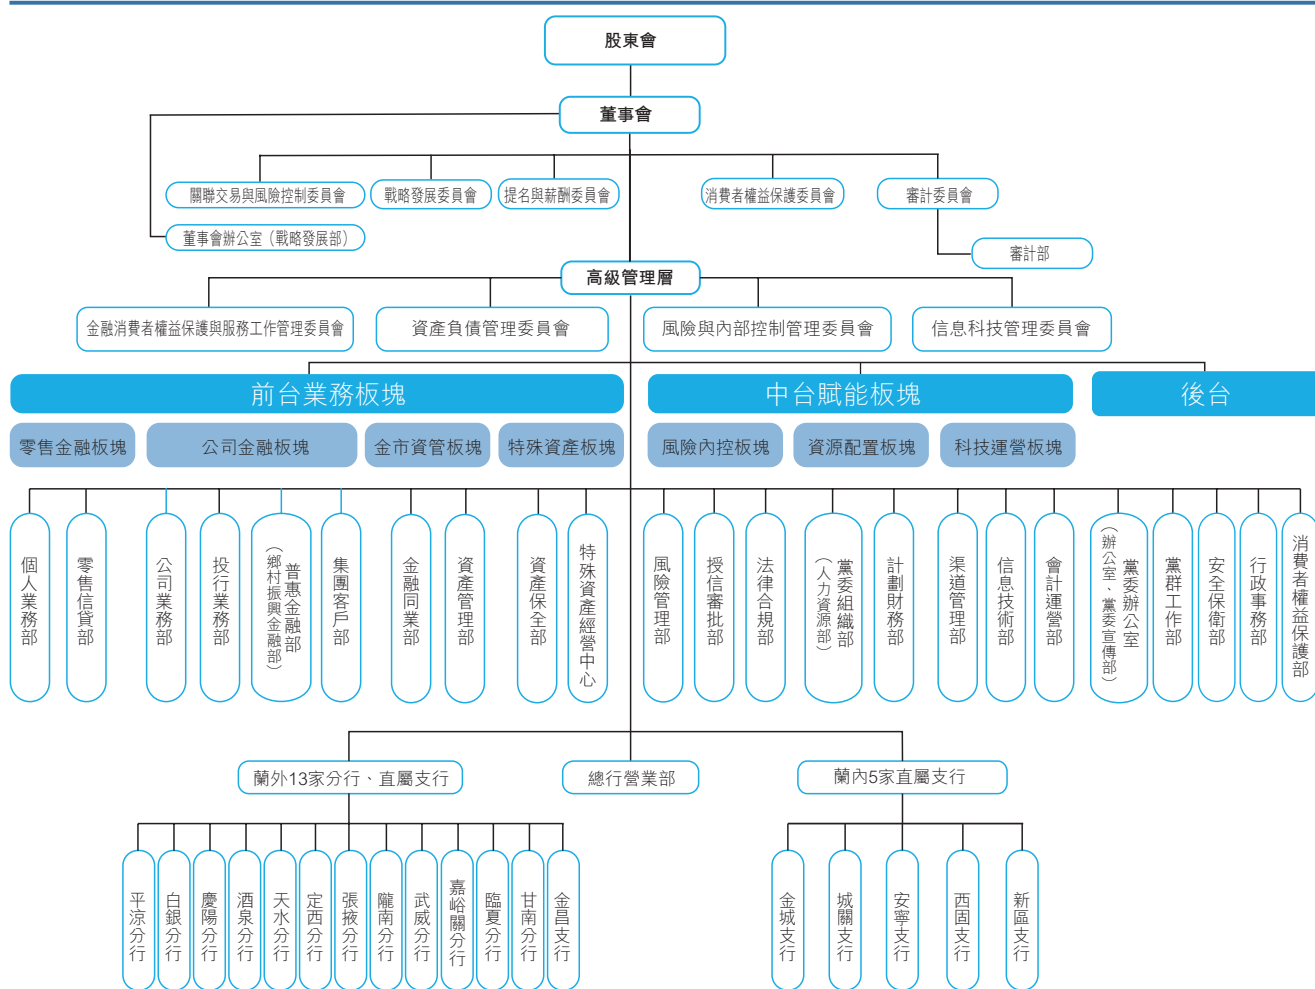 股東會
董事會
關聯交易與風險控制委員會
戰略發展委員會
提名與薪酬委員會
消費者權益保護委員會
審計委員會
董事會辦公室（戰略發展部）
審計部
高級管理層
金融消費者權益保護與服務工作管理委員會
資產負債管理委員會
風險與內部控制管理委員會
信息科技管理委員會
前台業務板塊
中台賦能板塊
後台
零售金融板塊
公司金融板塊
金市資管板塊
特殊資產板塊
風險內控板塊
資源配置板塊
科技運營板塊
個人業務部
零售信貸部
公司業務部
投行業務部
普惠金融部
（鄉村振興金融部）
集團客戶部
金融同業部
資產管理部
資產保全部
特殊資產經營中心
風險管理部
授信審批部
法律合規部
黨委組織部
（人力資源部）
計劃財務部
渠道管理部
信息技術部
會計運營部
黨委辦公室
（辦公室、黨委宣傳部）
黨群工作部
安全保衛部
行政事務部
消費者權益保護部
蘭外13家分行、直屬支行
總行營業部
蘭內5家直屬支行
平涼分行
白銀分行
慶陽分行
酒泉分行
天水分行
定西分行
張掖分行
隴南分行
武威分行
嘉峪關分行
臨夏分行
甘南分行
金昌支行
金城支行
城關支行
安寧支行
西固支行
新區支行